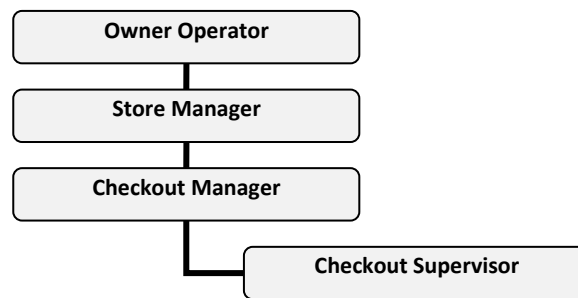 Owner Operator
Store Manager
Checkout Manager
Checkout Supervisor